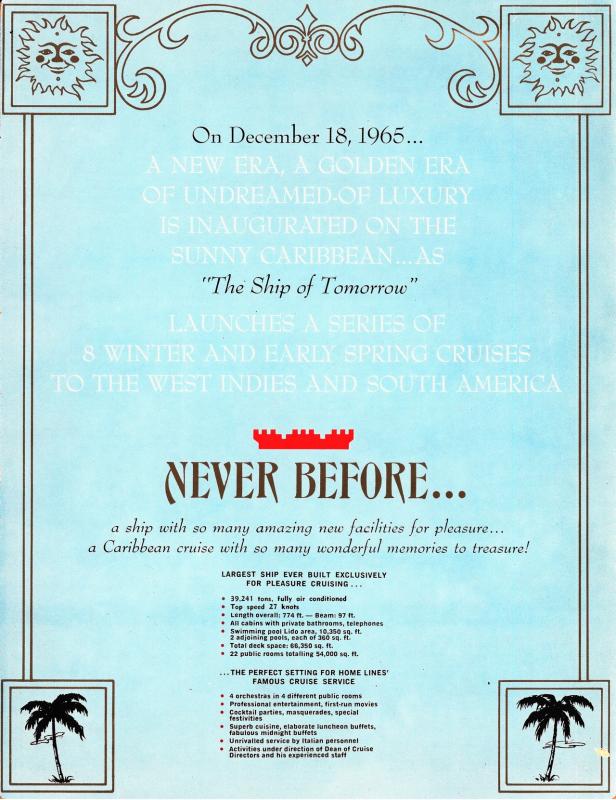 On December 18, 1965...
A NEW ERA, A GOLDEN ERA
OF UNDREAMED-OF LUXURY
IS INAUGURATED ON THE
SUNNY CARIBBEAN...AS
"The Ship of Tomorrow"
LAUNCHES A SERIES OF
8 WINTER AND EARLY SPRING CRUISES
TO THE WEST INDIES AND SOUTH AMERICA
NEVER BEFORE...
a ship with so many amazing new facilities for pleasure...
a Caribbean cruise with so many wonderful memories to treasure!
LARGEST SHIP EVER BUILT EXCLUSIVELY
FOR PLEASURE CRUISING...
• 39,241 tons, fully air conditioned
• Top speed 27 knots
• Length overall: 774 ft. — Beam: 97 ft.
• All cabins with private bathrooms, telephones
• Swimming pool Lido area, 10,350 sq. ft.
2 adjoining pools, each of 360 sq. ft.
• Total deck space: 66,350 sq. ft.
• 22 public rooms totalling 54,000 sq. ft.
...THE PERFECT SETTING FOR HOME LINES'
FAMOUS CRUISE SERVICE
• 4 orchestras in 4 different public rooms
• Professional entertainment, first-run movies
• Cocktail parties, masquerades, special
festivities
• Superb cuisine, elaborate luncheon buffets,
fabulous midnight buffets
• Unrivalled service by Italian personnel
• Activities under direction of Dean of Cruise
Directors and his experienced staff